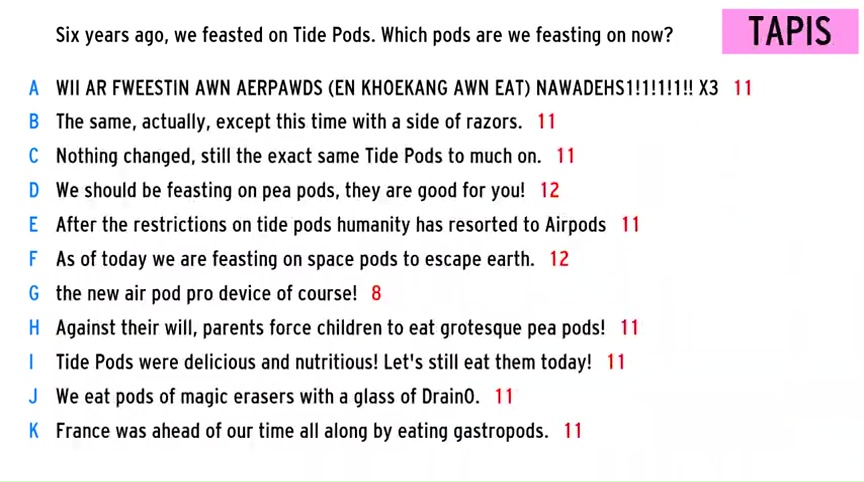 Six years ago, we feasted on Tide Pods. Which pods are we feasting on now?
TAPIS
A WII AR FWEESTIN AWN AERPAWDS (EN KHOEKANG AWN EAT) NAWADEHS1!1!1!1!! X3 11
B The same, actually, except this time with a side of razors. 11
C Nothing changed, still the exact same Tide Pods to much on. 11
D We should be feasting on pea pods, they are good for you! 12
E After the restrictions on tide pods humanity has resorted to Airpods 11
F As of today we are feasting on space pods to escape earth. 12
G the new air pod pro device of course! 8
H Against their will, parents force children to eat grotesque pea pods! 11
I Tide Pods were delicious and nutritious! Let's still eat them today! 11
J We eat pods of magic erasers with a glass of DrainO. 11
K France was ahead of our time all along by eating gastropods. 11